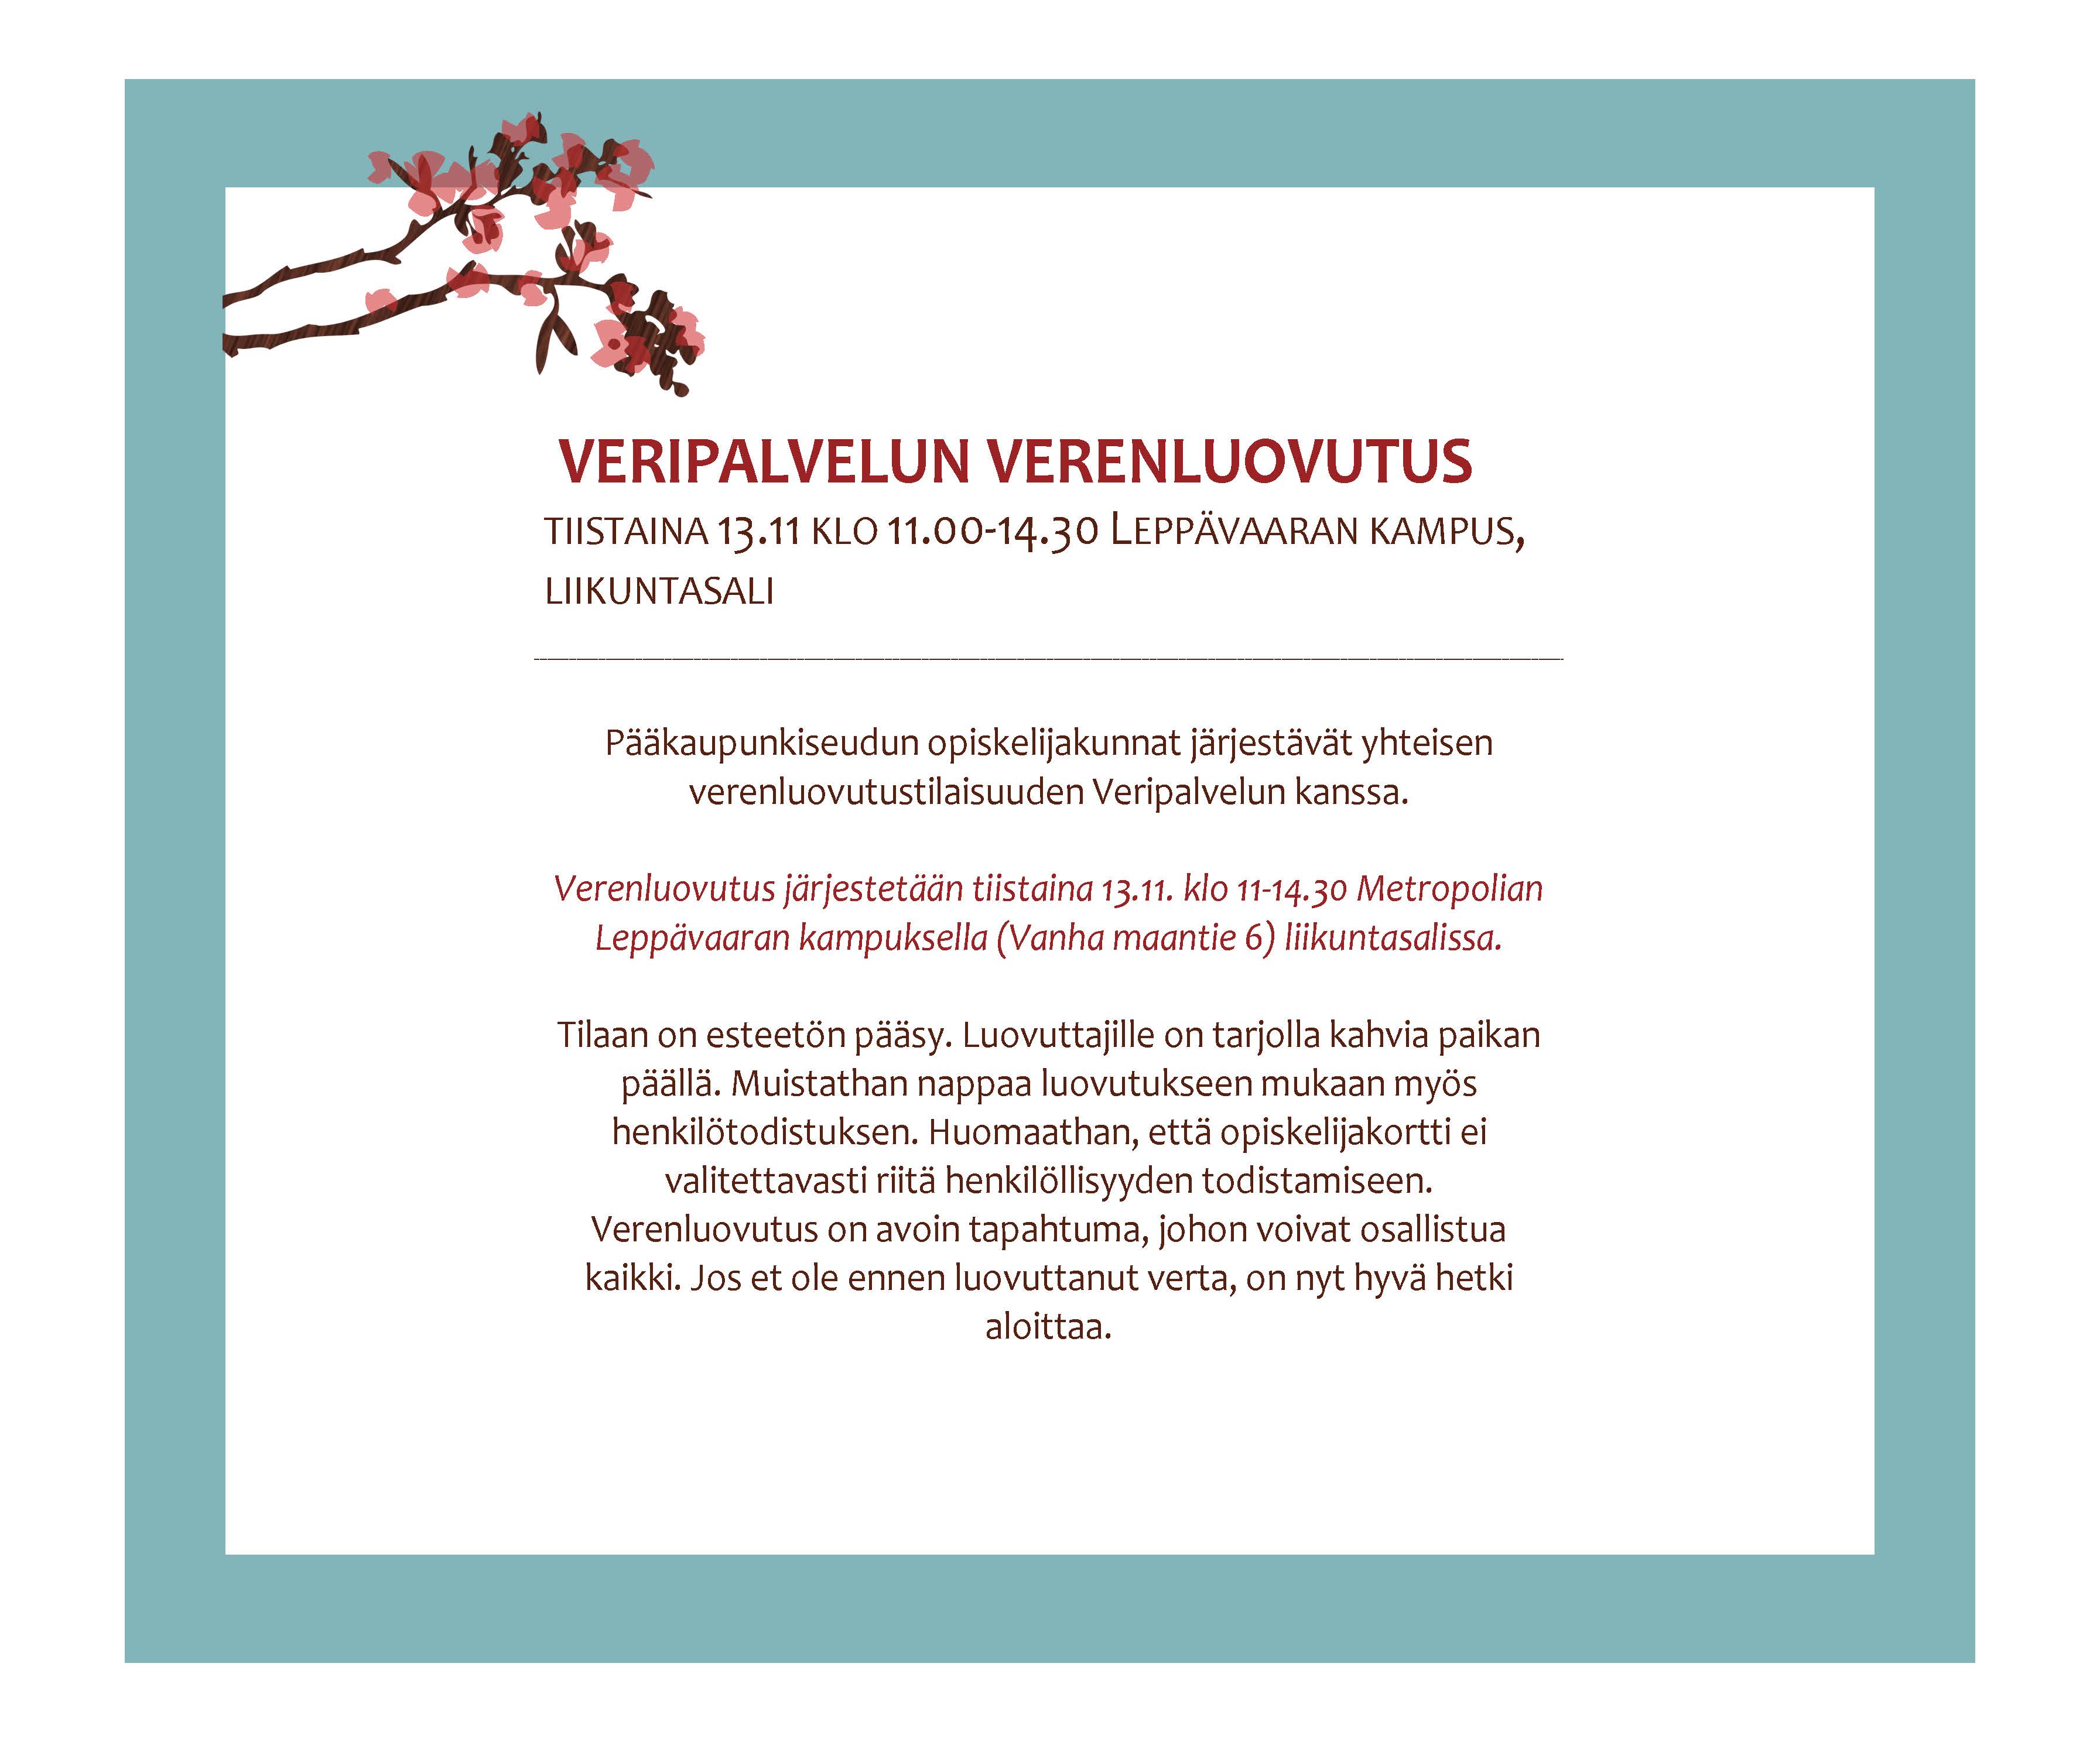 VERIPALVELUN VERENLUOVUTUS
TIISTAINA 13.11 KLO 11.00-14.30 LEPPÄVAARAN KAMPUS,
LIIKUNTASALI
Pääkaupunkiseudun opiskelijakunnat järjestävät yhteisen
verenluovutustilaisuuden Veripalvelun kanssa.
Verenluovutus järjestetään tiistaina 13.11. klo 11-14.30 Metropolian
Leppävaaran kampuksella (Vanha maantie 6) liikuntasalissa.
Tilaan on esteetön pääsy. Luovuttajille on tarjolla kahvia paikan
päällä. Muistathan nappaa luovutukseen mukaan myös
henkilötodistuksen. Huomaathan, että opiskelijakortti ei
valitettavasti riitä henkilöllisyyden todistamiseen.
Verenluovutus on avoin tapahtuma, johon voivat osallistua
kaikki. Jos et ole ennen luovuttanut verta, on nyt hyvä hetki
aloittaa.